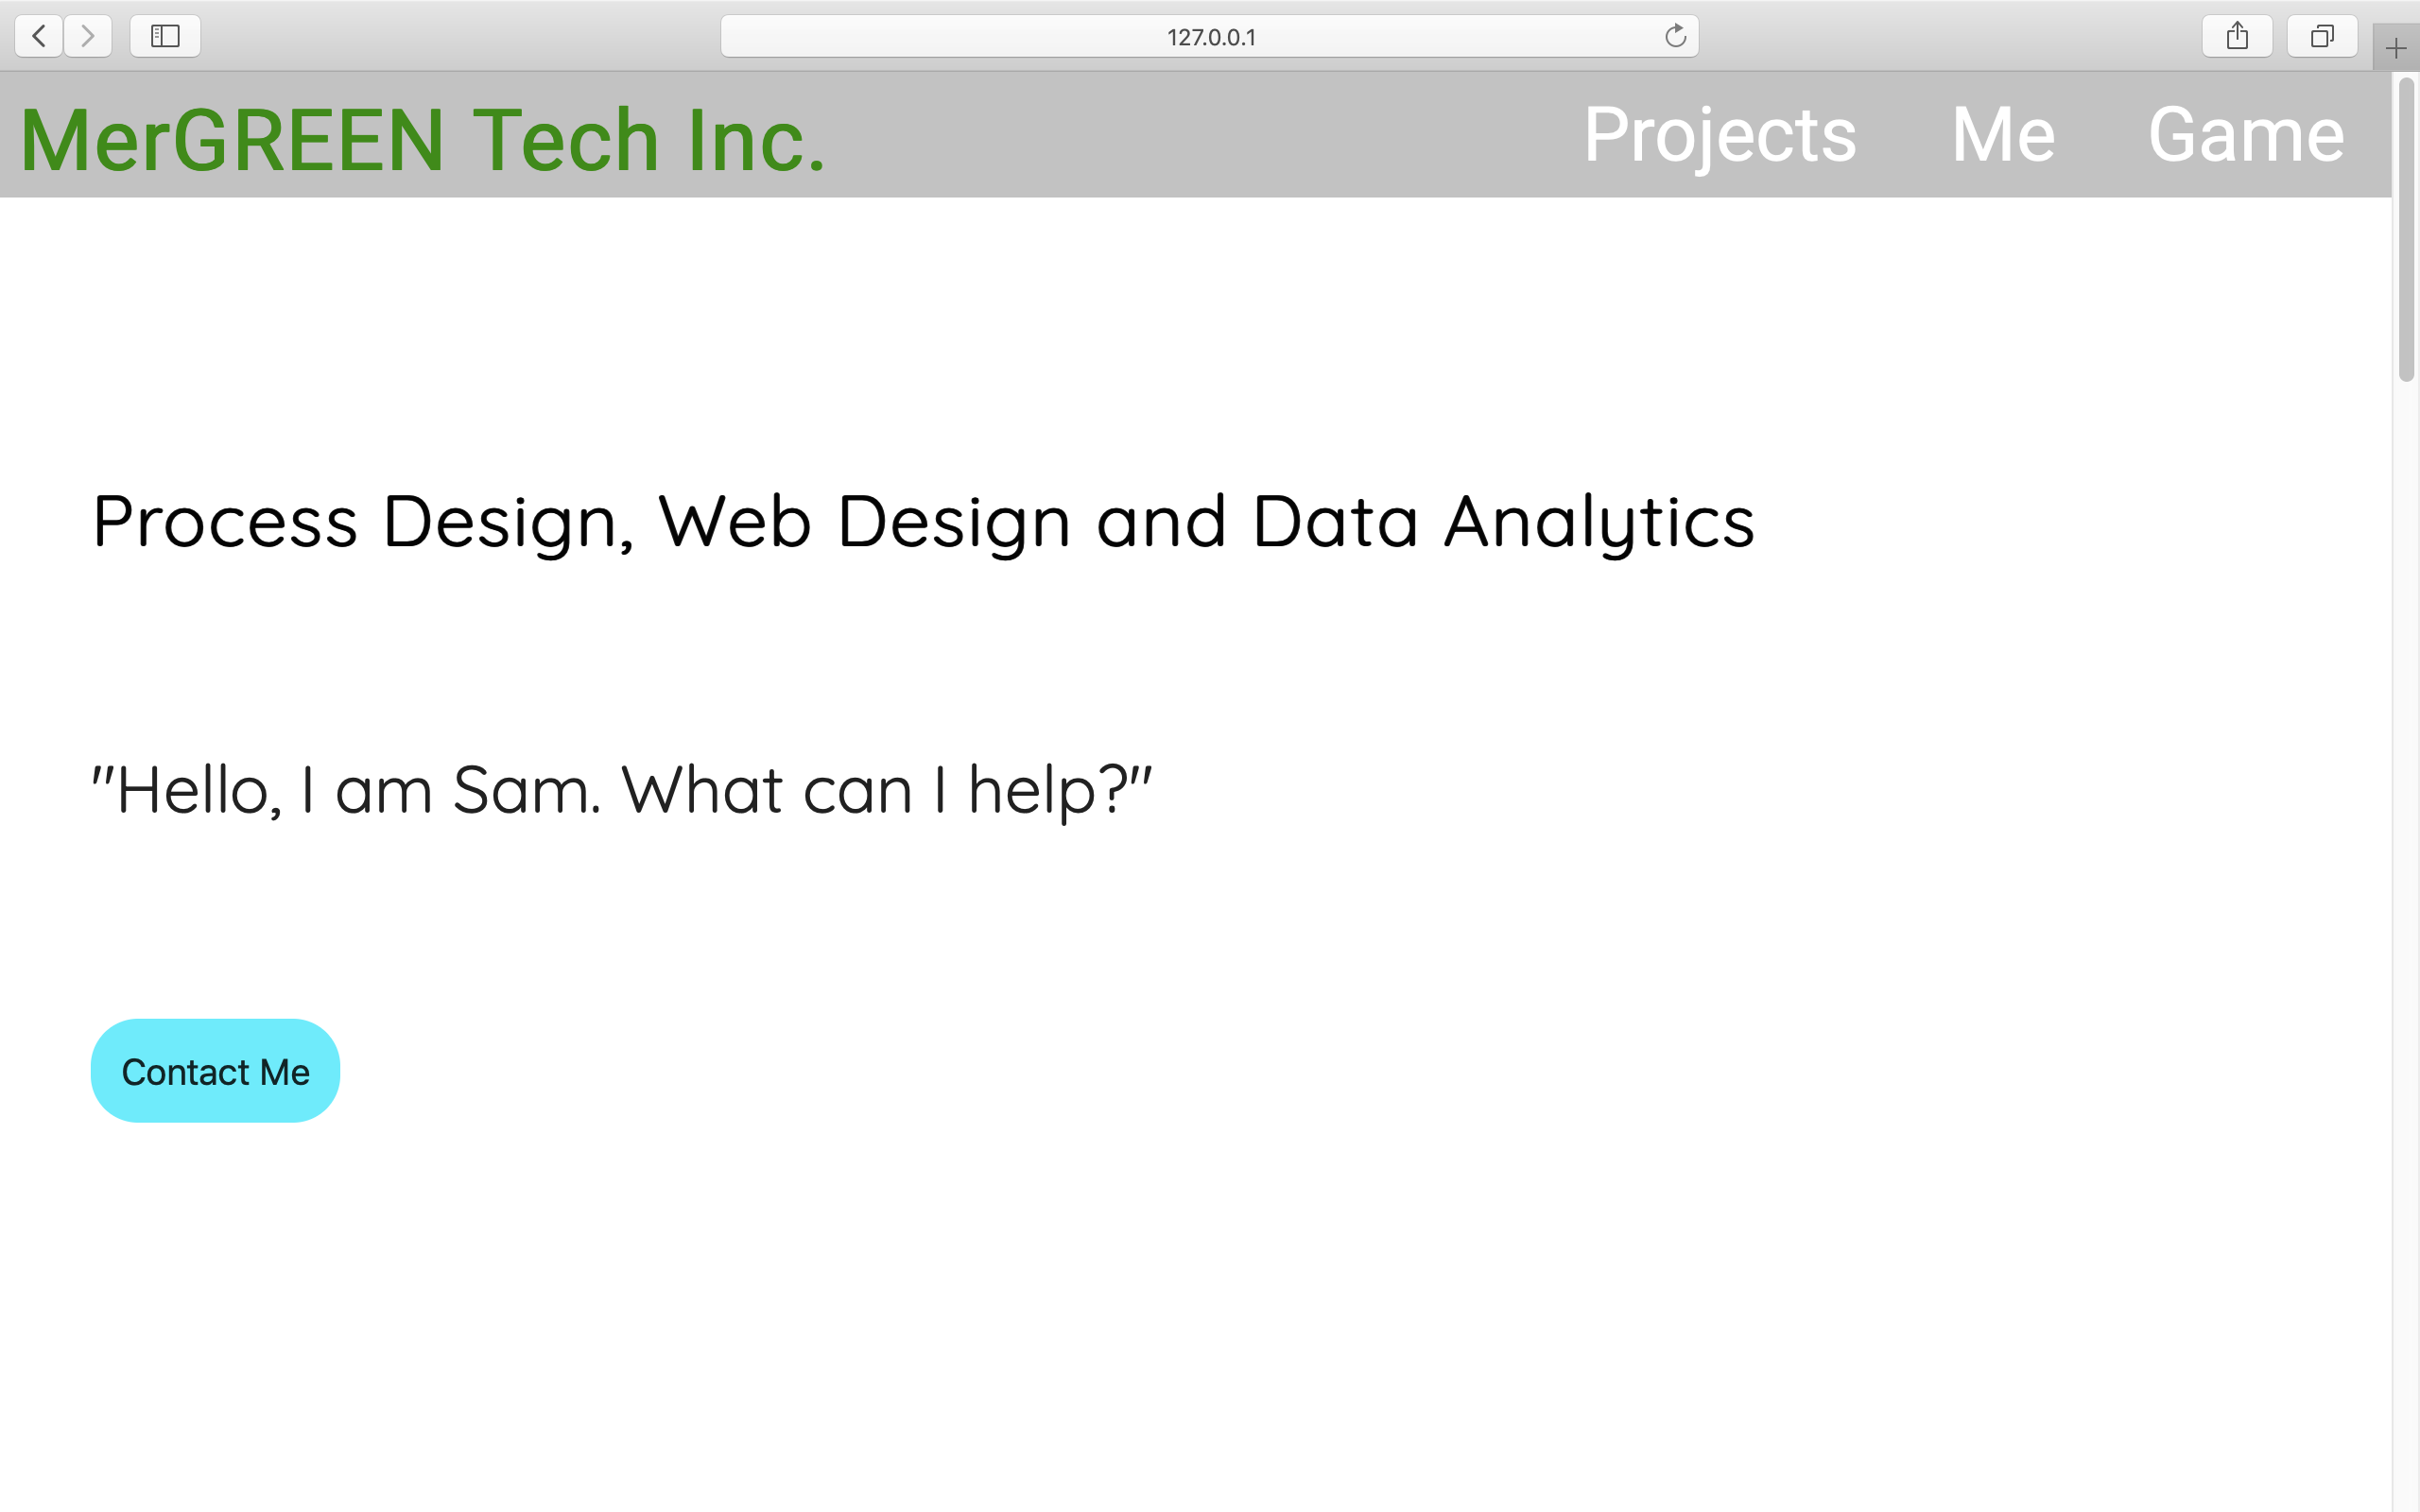 127.0.0.1
MerGREEN Tech Inc. Projects Me Game
Process Design, Web Design and Data Analytics
"Hello, I am Sam. What can I help?"
Contact Me